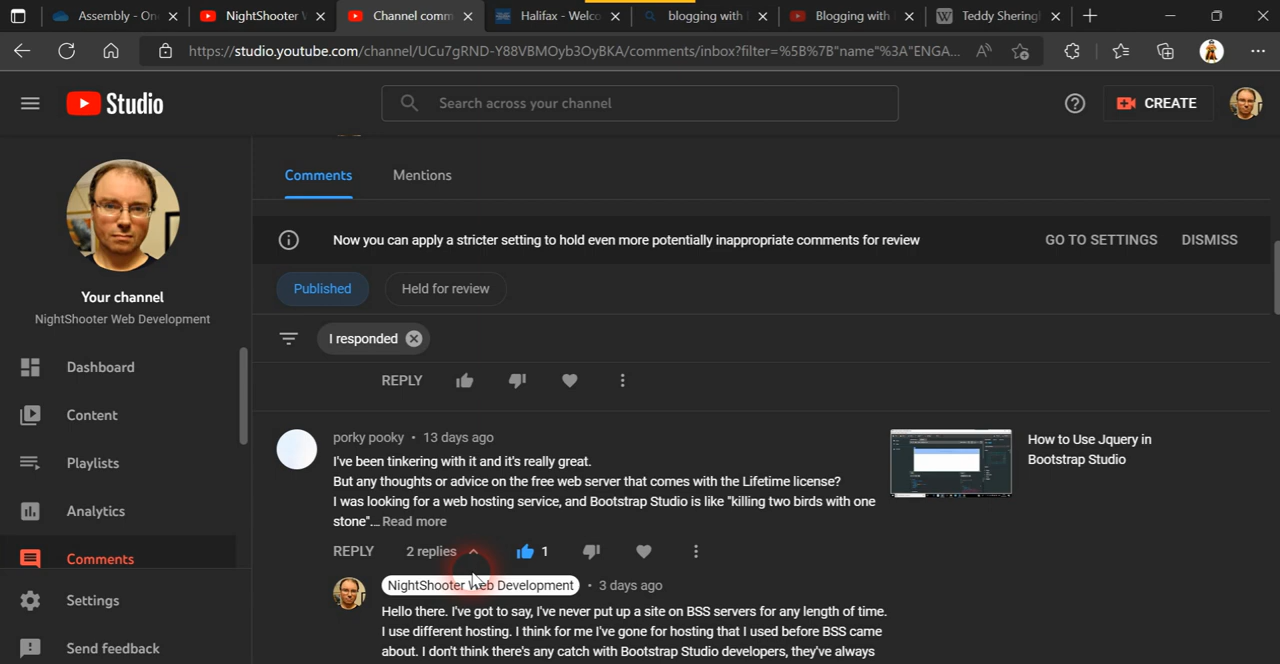 Assembly - On
NightShooter W
Channel comm
Halifax - Welco
blogging with
Blogging with
Teddy Shering
https://studio.youtube.com/channel/UCu7gRND-Y88VBMOyb3OyBKA/comments/inbox?filter=%5B%7B"name"%3A"ENGA...
Studio
Search across your channel
CREATE
Comments
Mentions
Now you can apply a stricter setting to hold even more potentially inappropriate comments for review
GO TO SETTINGS
DISMISS
Published
Held for review
I responded
Your channel
NightShooter Web Development
Dashboard
Content
Playlists
Analytics
Comments
Settings
Send feedback
REPLY
porky pooky • 13 days ago
I've been tinkering with it and it's really great.
But any thoughts or advice on the free web server that comes with the Lifetime license?
I was looking for a web hosting service, and Bootstrap Studio is like "killing two birds with one
stone"... Read more
How to Use Jquery in
Bootstrap Studio
REPLY 2 replies 1
NightShooter Web Development • 3 days ago
Hello there. I've got to say, I've never put up a site on BSS servers for any length of time.
I use different hosting. I think for me I've gone for hosting that I used before BSS came
about. I don't think there's any catch with Bootstrap Studio developers, they've always